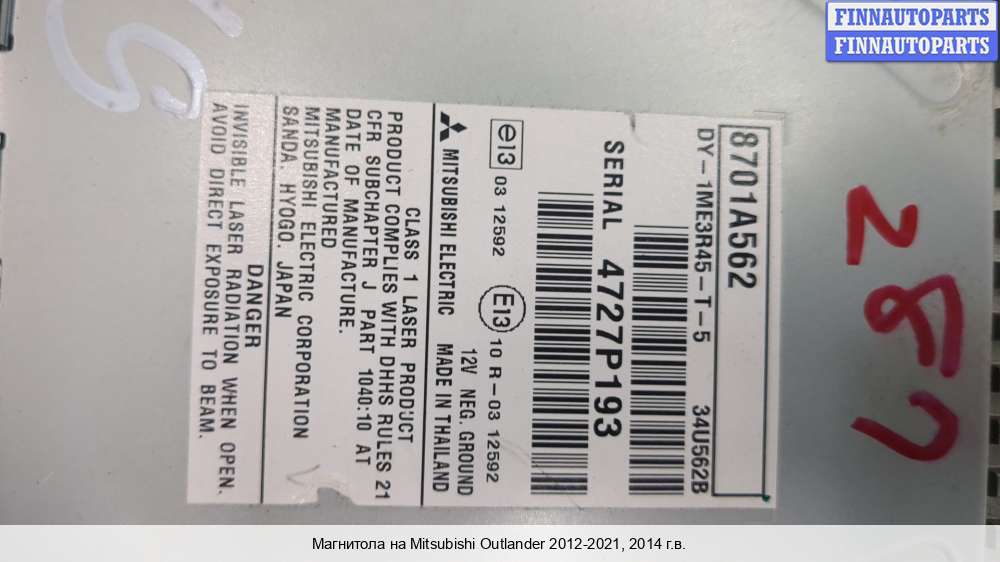 FINNAUTOPARTS
FINNAUTOPARTS
8701A562
DY-1ME3R45-T-5 34U562B
SERIAL 4727P193
e13 03 12592 E13 10 R-03 12592
MITSUBISHI ELECTRIC
12V NEG. GROUND
MADE IN THAILAND
CLASS 1 LASER PRODUCT
PRODUCT COMPLIES WITH DHHS RULES 21
CFR SUBCHAPTER J PART 1040:10 AT
DATE OF MANUFACTURE.
MANUFACTURED
MITSUBISHI ELECTRIC CORPORATION
SANDA. HYOGO. JAPAN
DANGER
INVISIBLE LASER RADIATION WHEN OPEN.
AVOID DIRECT EXPOSURE TO BEAM.
287
Магнитола на Mitsubishi Outlander 2012-2021, 2014 г.в.